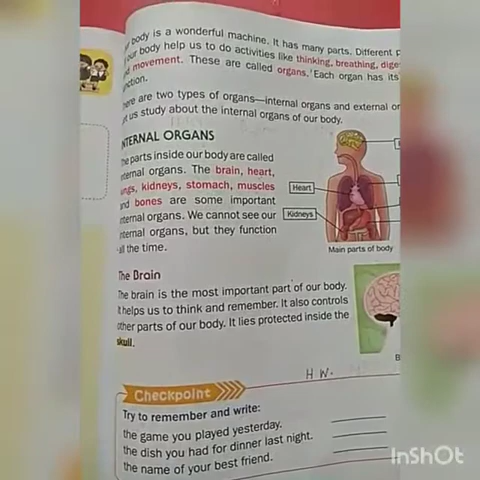 body is a wonderful machine. It has many parts. Different
our body help us to do activities like thinking, breathing,
movement. These are called organs. Each organ has its
are two types of organs—internal organs and external
us study about the internal organs of our body.
INTERNAL ORGANS
parts inside our body are called
internal organs. The brain, heart,
lungs, kidneys, stomach, muscles
and bones are some important
internal organs. We cannot see our
internal organs, but they function
all the time.
Heart
Kidneys
Main parts of body
The Brain
The brain is the most important part of our body.
It helps us to think and remember. It also controls
other parts of our body. It lies protected inside the
skull.
H W.
Checkpoint
Try to remember and write:
the game you played yesterday.
the dish you had for dinner last night.
the name of your best friend.
InShOt